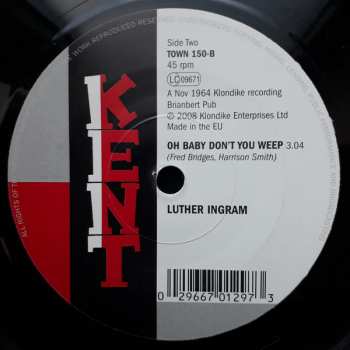 Side Two
TOWN 150-B
45 rpm
LC 09671
A Nov 1964 Klondike recording
Brianbert Pub
℗ © 2008 Klondike Enterprises Ltd
Made in the EU
OH BABY DON'T YOU WEEP 3.04
(Fred Bridges, Harrison Smith)
LUTHER INGRAM
KENT
0 29667 01297 3